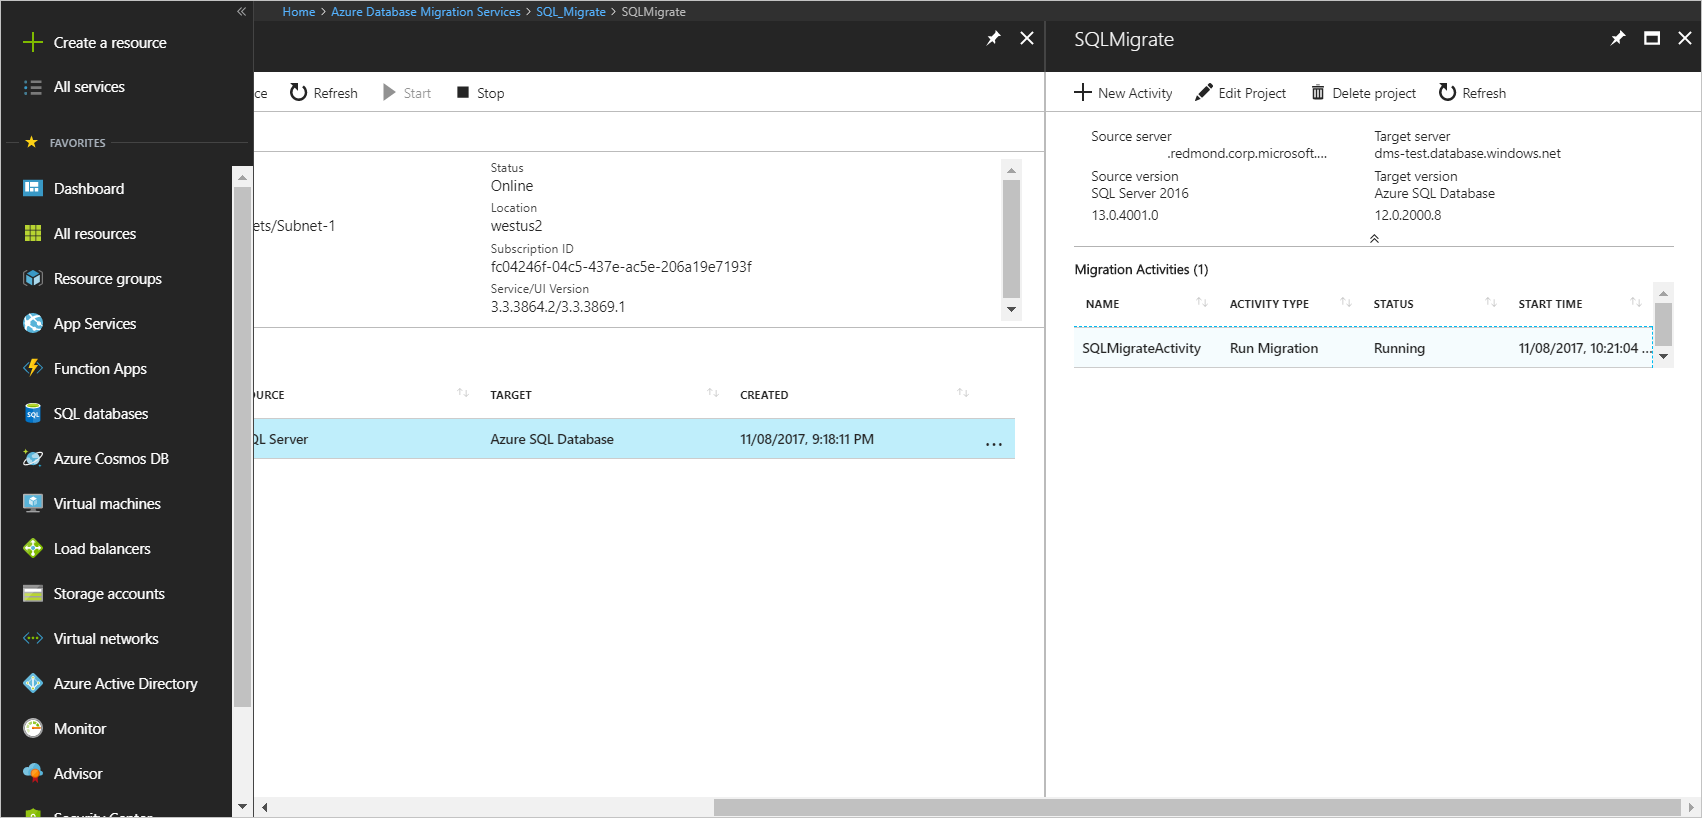 Home > Azure Database Migration Services > SQL_Migrate > SQLMigrate
Create a resource
All services
FAVORITES
Dashboard
All resources
Resource groups
App Services
Function Apps
SQL databases
Azure Cosmos DB
Virtual machines
Load balancers
Storage accounts
Virtual networks
Azure Active Directory
Monitor
Advisor
Security Center
ce Refresh Start Stop
ets/Subnet-1
Status
Online
Location
westus2
Subscription ID
fc04246f-04c5-437e-ac5e-206a19e7193f
Service/UI Version
3.3.3864.2/3.3.3869.1
OURCE TARGET CREATED
QL Server Azure SQL Database 11/08/2017, 9:18:11 PM ...
SQLMigrate
New Activity Edit Project Delete project Refresh
Source server
.redmond.corp.microsoft....
Source version
SQL Server 2016
13.0.4001.0
Target server
dms-test.database.windows.net
Target version
Azure SQL Database
12.0.2000.8
Migration Activities (1)
NAME ACTIVITY TYPE STATUS START TIME
SQLMigrateActivity Run Migration Running 11/08/2017, 10:21:04 ...